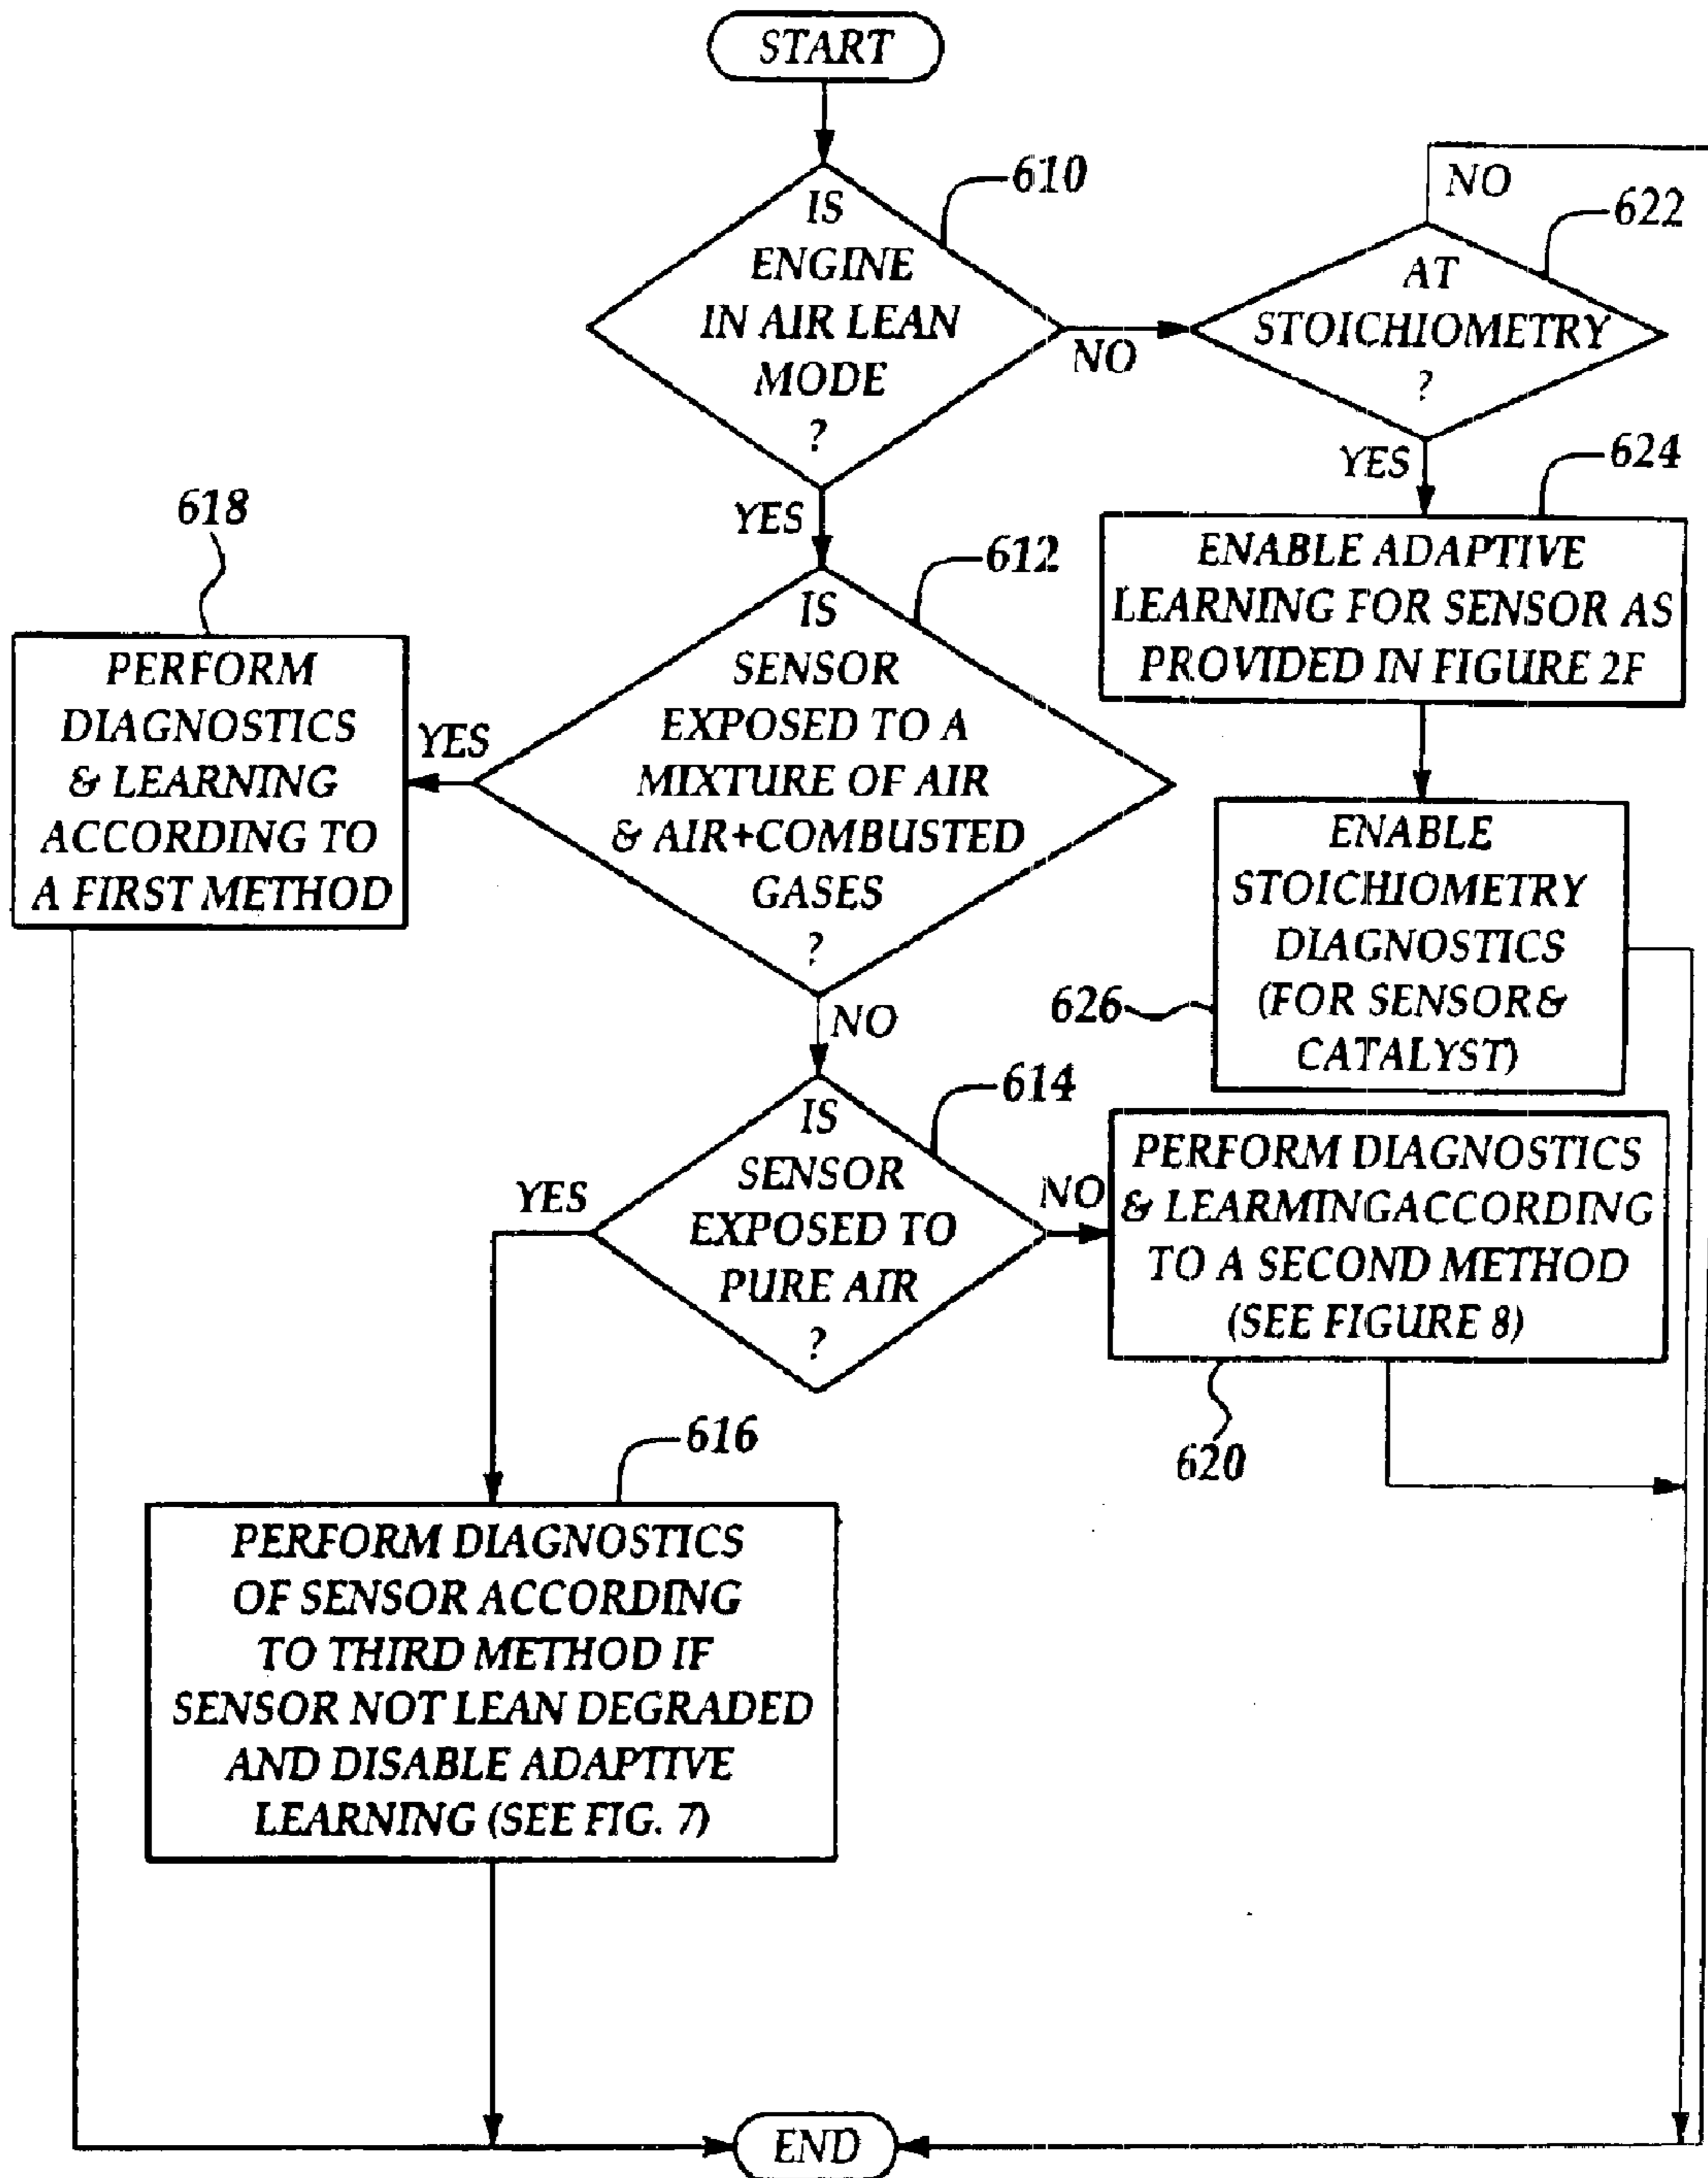 START
610
IS
ENGINE
IN AIR LEAN
MODE
?
NO
YES
NO
622
AT
STOICHIOMETRY
?
YES
624
ENABLE ADAPTIVE
LEARNING FOR SENSOR AS
PROVIDED IN FIGURE 2F
618
PERFORM
DIAGNOSTICS
& LEARNING
ACCORDING TO
A FIRST METHOD
YES
612
IS
SENSOR
EXPOSED TO A
MIXTURE OF AIR
& AIR+COMBUSTED
GASES
?
NO
626
ENABLE
STOICHIOMETRY
DIAGNOSTICS
(FOR SENSOR&
CATALYST)
614
IS
SENSOR
EXPOSED TO
PURE AIR
?
YES
NO
PERFORM DIAGNOSTICS
& LEARMINGACCORDING
TO A SECOND METHOD
(SEE FIGURE 8)
620
616
PERFORM DIAGNOSTICS
OF SENSOR ACCORDING
TO THIRD METHOD IF
SENSOR NOT LEAN DEGRADED
AND DISABLE ADAPTIVE
LEARNING (SEE FIG. 7)
END